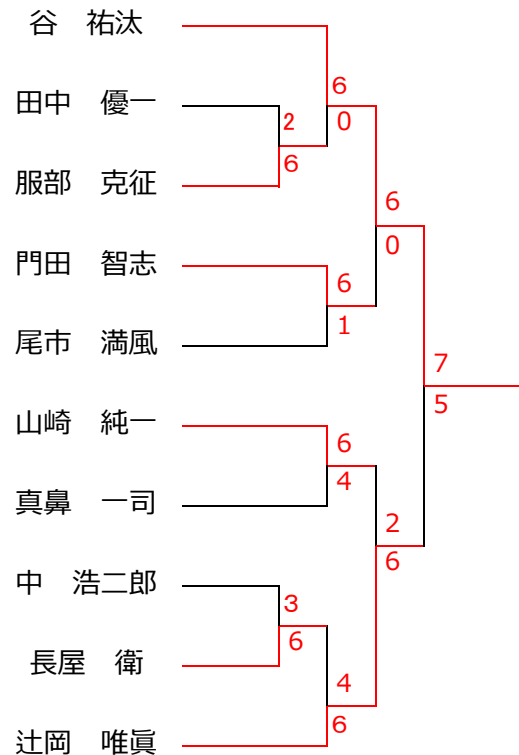 谷　祐汰
6
田中　優一
2
0
6
服部　克征
6
0
門田　智志
6
1
尾市　満風
7
5
山崎　純一
6
4
真鼻　一司
2
6
中　浩二郎
3
6
長屋　衛
4
6
辻岡　唯眞